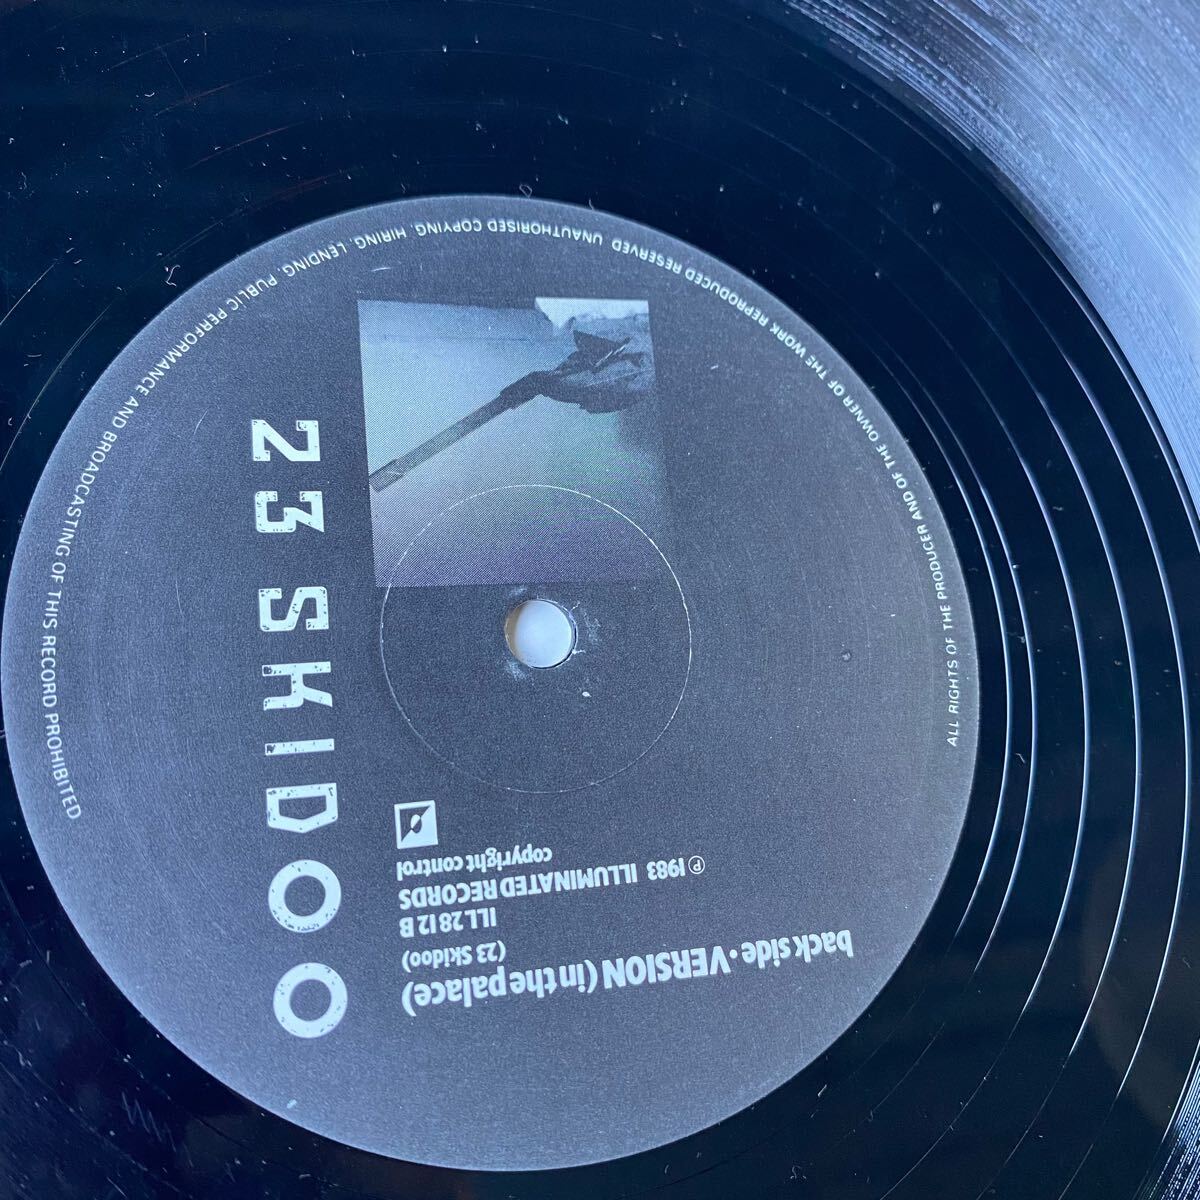 23 SKIDOO
back side · VERSION (in the palace)
(23 Skidoo)
ILL 28 12 B
℗ 1983 ILLUMINATED RECORDS
copyright control
ALL RIGHTS OF THE PRODUCER AND OF THE OWNER OF THE WORK REPRODUCED RESERVED UNAUTHORISED COPYING, HIRING, LENDING, PUBLIC PERFORMANCE AND BROADCASTING OF THIS RECORD PROHIBITED